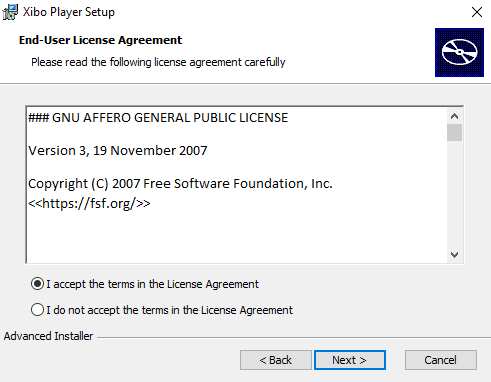 Xibo Player Setup
End-User License Agreement
Please read the following license agreement carefully
### GNU AFFERO GENERAL PUBLIC LICENSE
Version 3, 19 November 2007
Copyright (C) 2007 Free Software Foundation, Inc.
<<https://fsf.org/>>
I accept the terms in the License Agreement
I do not accept the terms in the License Agreement
Advanced Installer
< Back
Next >
Cancel